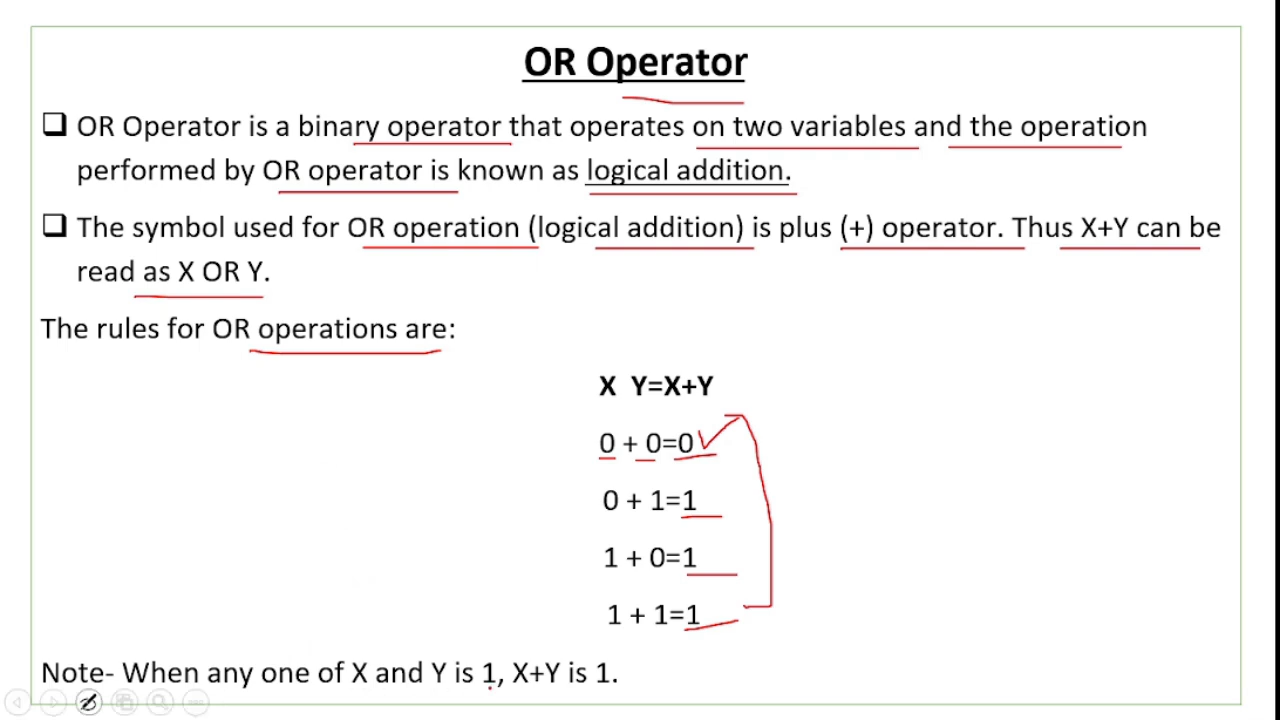 OR Operator
❑ OR Operator is a binary operator that operates on two variables and the operation
performed by OR operator is known as logical addition.
❑ The symbol used for OR operation (logical addition) is plus (+) operator. Thus X+Y can be
read as X OR Y.
The rules for OR operations are:
X Y=X+Y
0 + 0=0
0 + 1=1
1 + 0=1
1 + 1=1
Note- When any one of X and Y is 1, X+Y is 1.